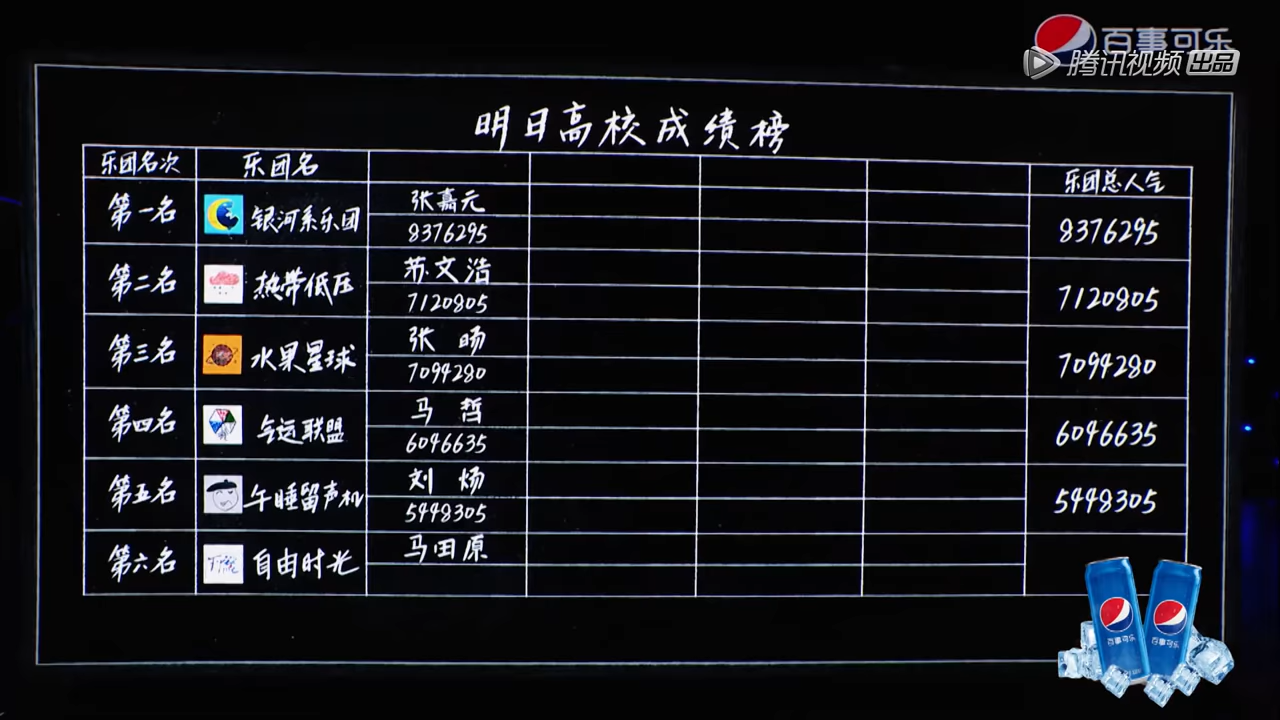 百事可乐
腾讯视频 出品
明日高校成绩榜
乐团名次 乐团名 乐团总人气
第一名 银河系乐团 张嘉元 8376295 8376295
第二名 热带低压 苏文浩 7120805 7120805
第三名 水果星球 张旸 7094280 7094280
第四名 气运联盟 马哲 6046635 6046635
第五名 午睡留声机 刘炀 5448305 5448305
第六名 自由时光 马田原
百事可乐
百事可乐